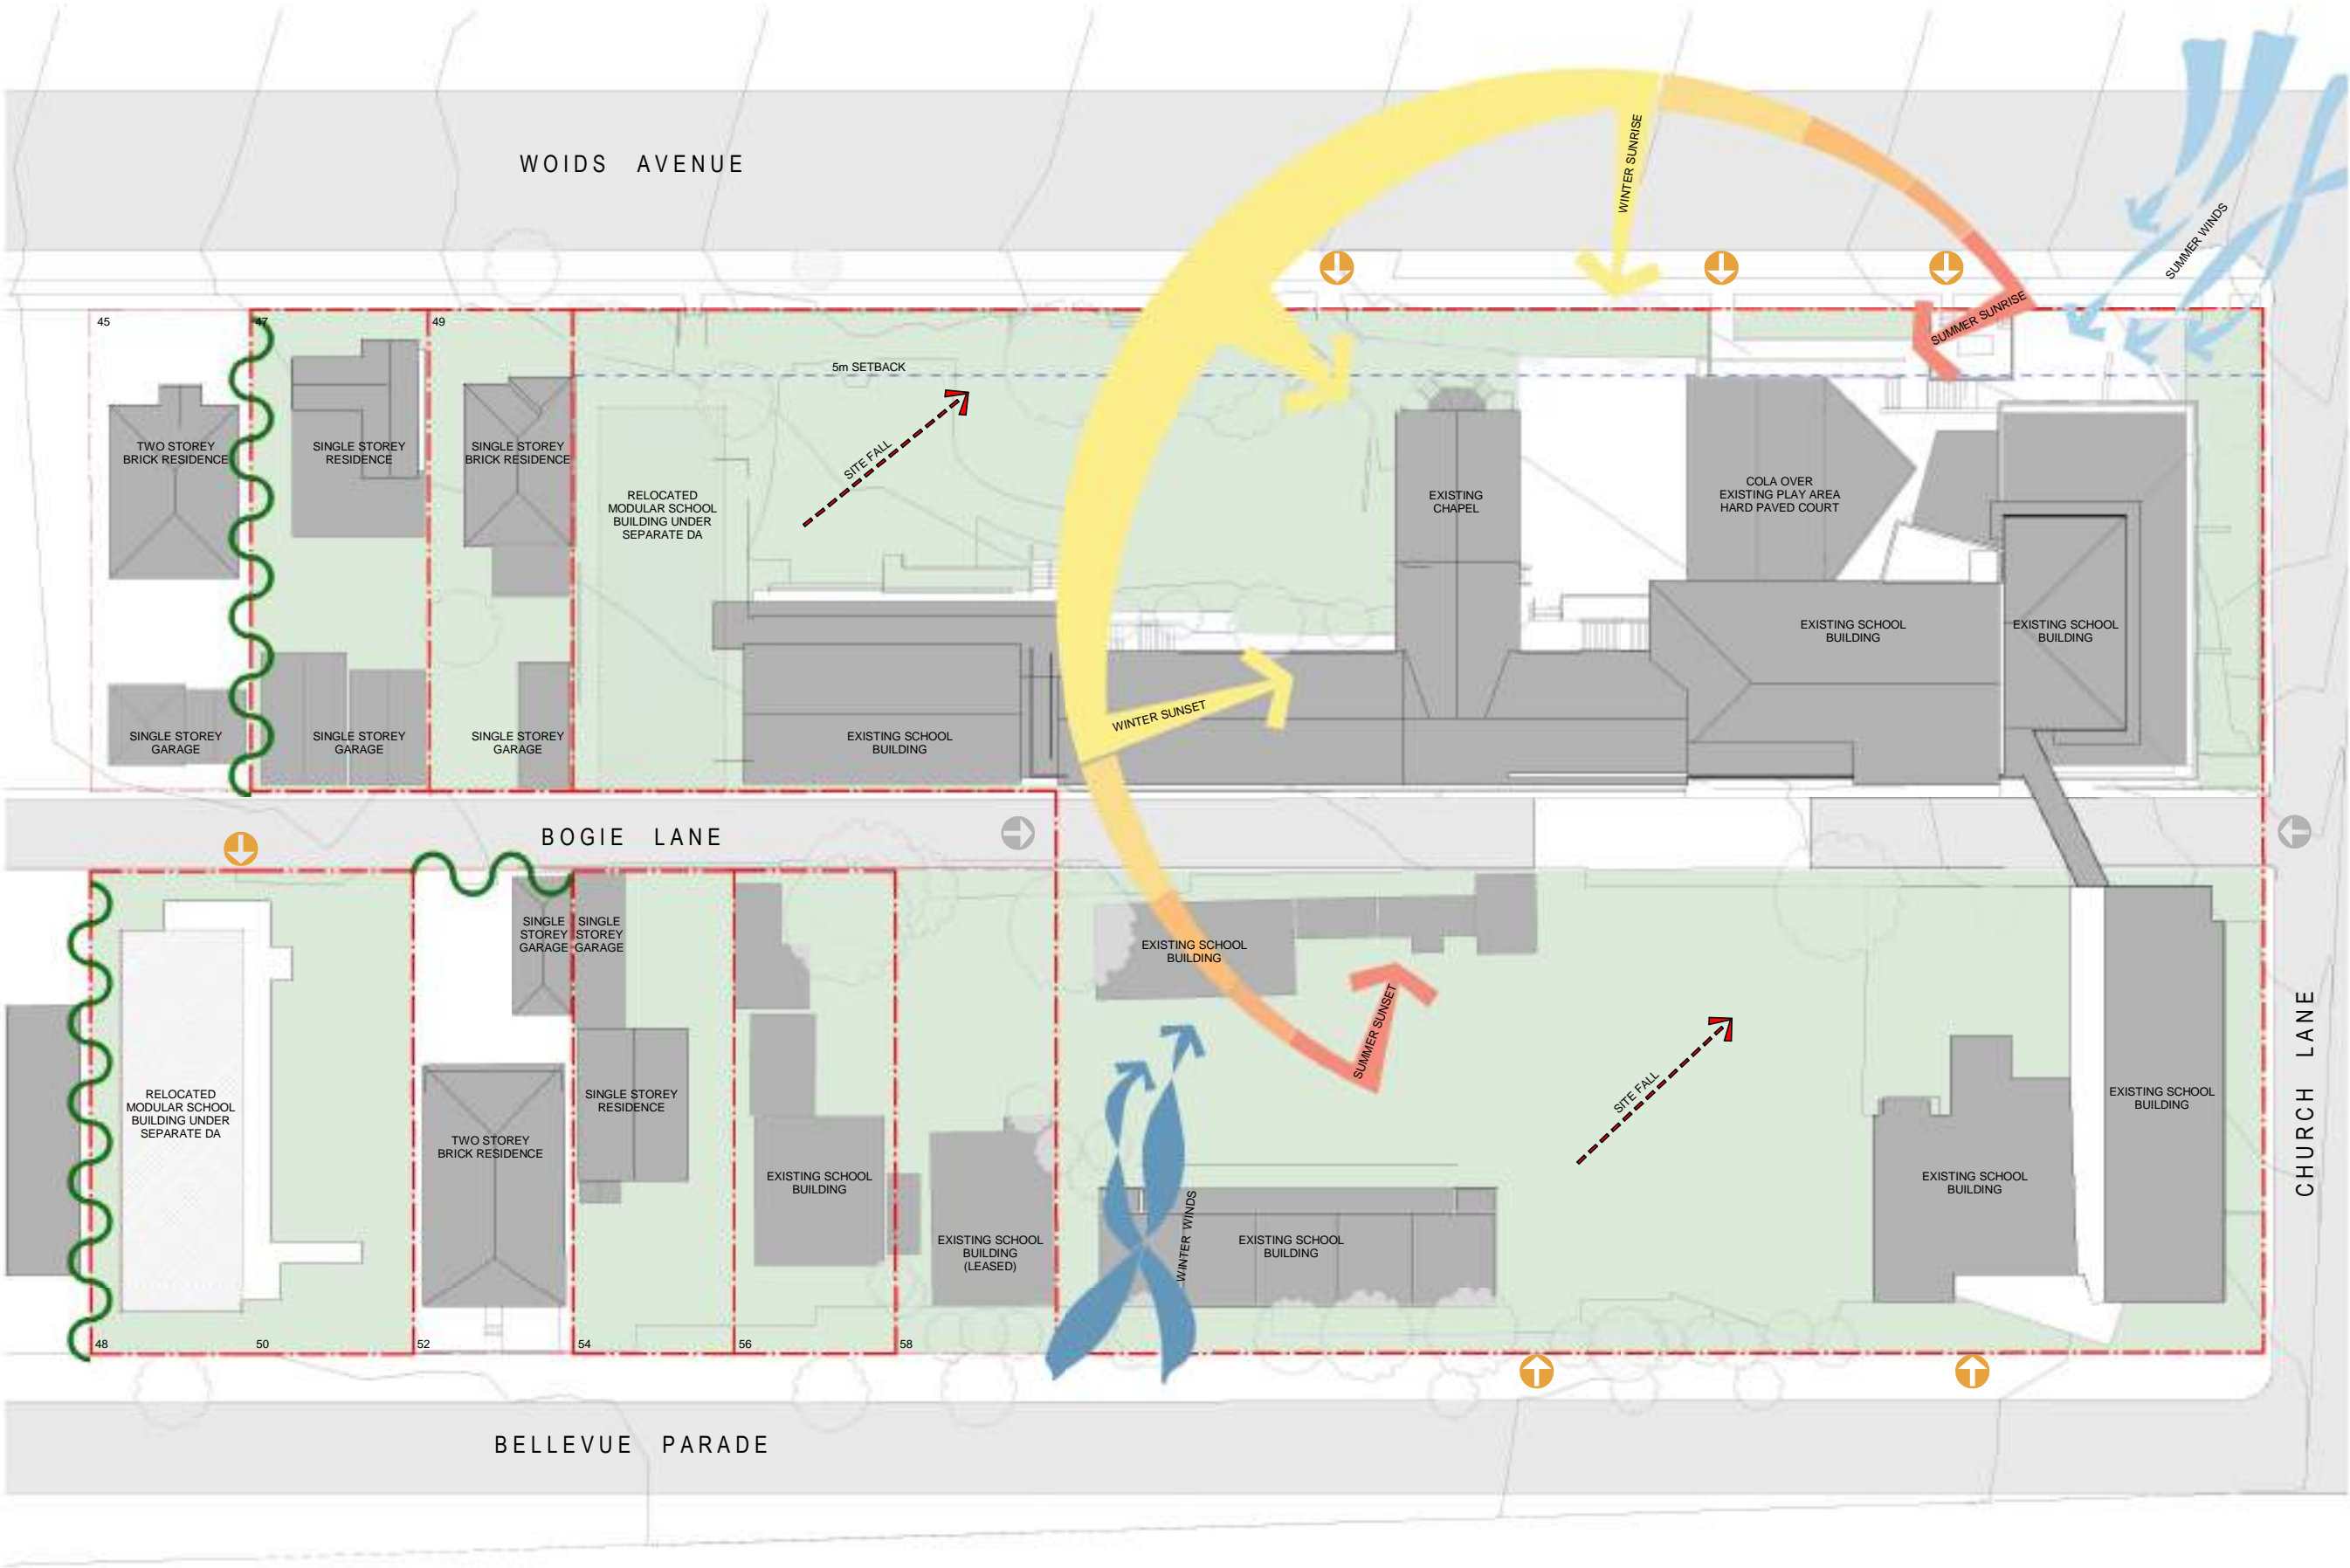 WOIDS AVENUE
WINTER SUNRISE
SUMMER WINDS
SUMMER SUNRISE
45
47
49
5m SETBACK
TWO STOREY
BRICK RESIDENCE
SINGLE STOREY
RESIDENCE
SINGLE STOREY
BRICK RESIDENCE
SITE FALL
RELOCATED
MODULAR SCHOOL
BUILDING UNDER
SEPARATE DA
EXISTING
CHAPEL
COLA OVER
EXISTING PLAY AREA
HARD PAVED COURT
EXISTING SCHOOL
BUILDING
EXISTING SCHOOL
BUILDING
WINTER SUNSET
SINGLE STOREY
GARAGE
SINGLE STOREY
GARAGE
SINGLE STOREY
GARAGE
EXISTING SCHOOL
BUILDING
BOGIE LANE
SINGLE
STOREY
GARAGE
SINGLE
STOREY
GARAGE
EXISTING SCHOOL
BUILDING
SUMMER SUNSET
SITE FALL
RELOCATED
MODULAR SCHOOL
BUILDING UNDER
SEPARATE DA
TWO STOREY
BRICK RESIDENCE
SINGLE STOREY
RESIDENCE
EXISTING SCHOOL
BUILDING
EXISTING SCHOOL
BUILDING
(LEASED)
WINTER WINDS
EXISTING SCHOOL
BUILDING
EXISTING SCHOOL
BUILDING
EXISTING SCHOOL
BUILDING
CHURCH LANE
48
50
52
54
56
58
BELLEVUE PARADE